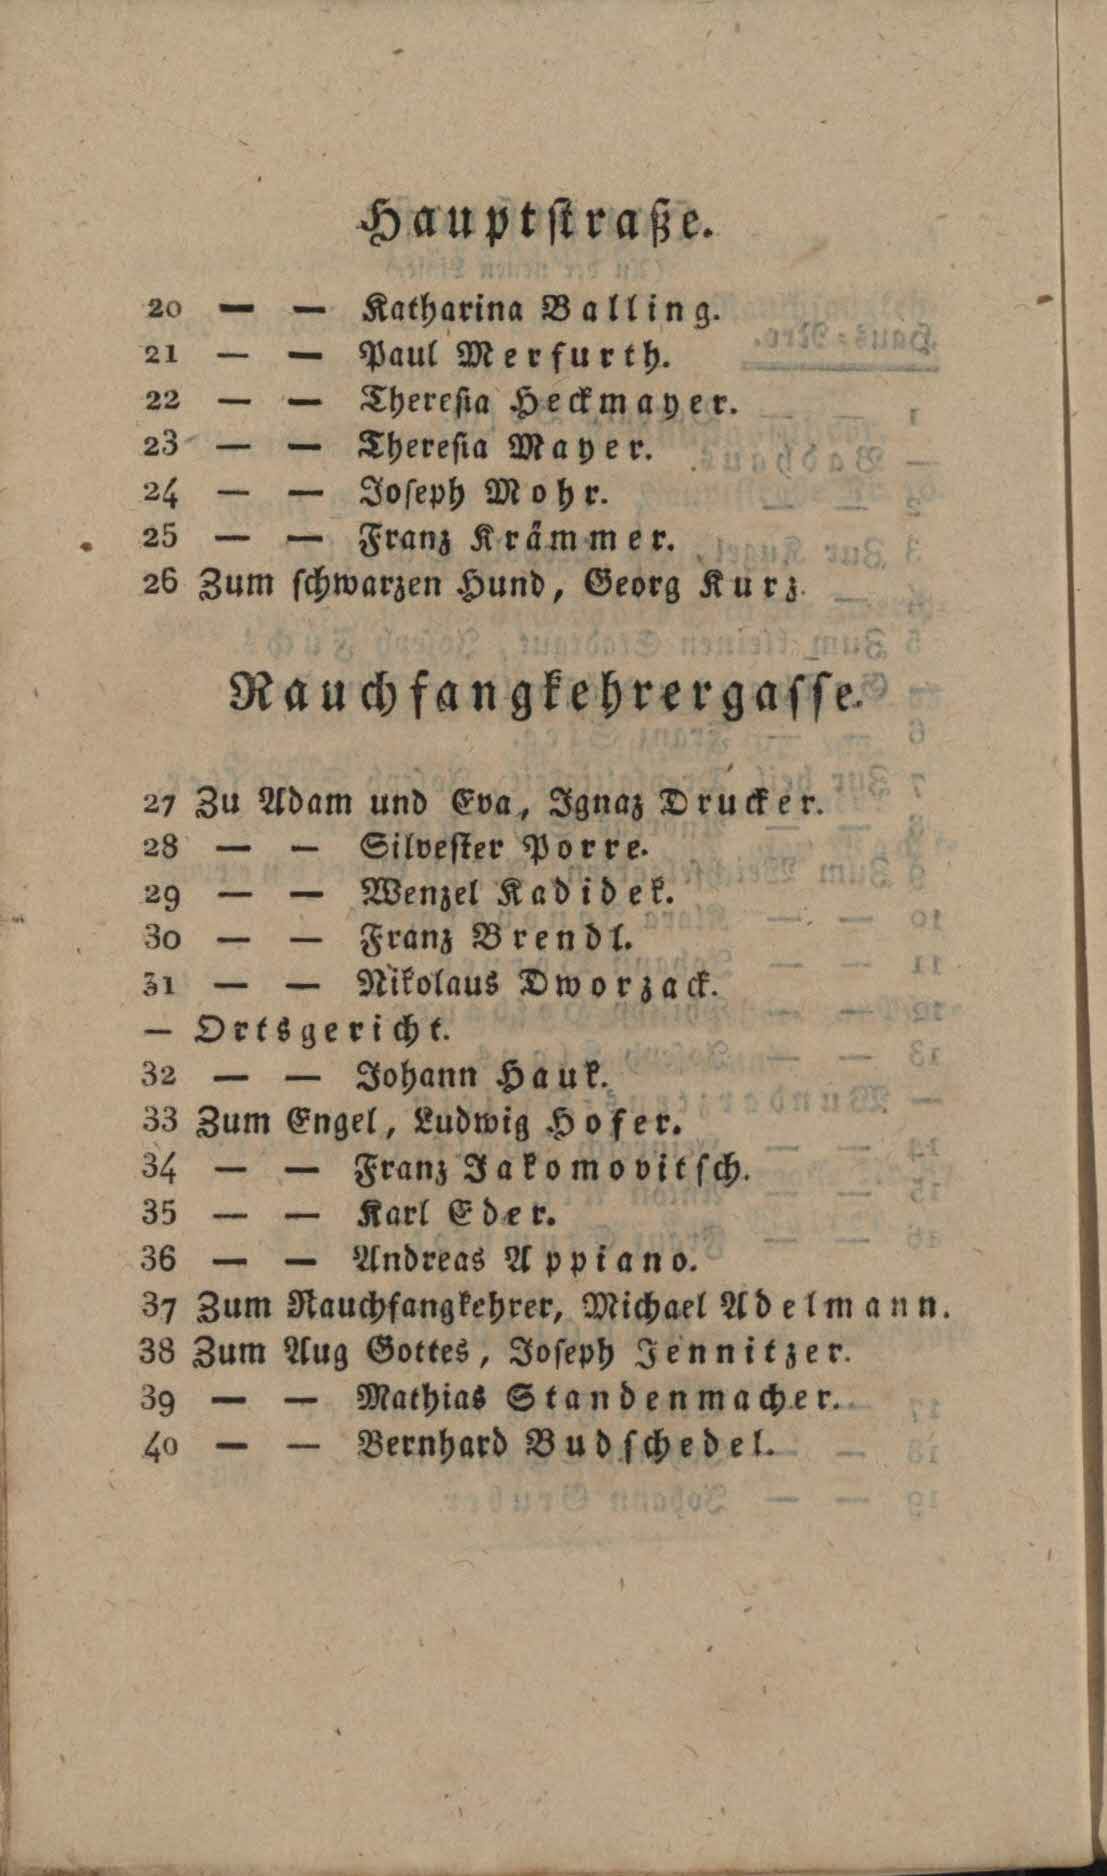 Hauptſtraße.
20 — — Katharina Balling.
21 — — Paul Merfurth.
22 — — Thereſia Heckmayer.
23 — — Thereſia Mayer.
24 — — Joſeph Mohr.
25 — — Franz Krämmer.
26 Zum ſchwarzen Hund, Georg Kurz.
Rauchfangkehrergaſſe.
27 Zu Adam und Eva, Ignaz Drucker.
28 — — Silveſter Porre.
29 — — Wenzel Kadidek.
30 — — Franz Brendl.
31 — — Nikolaus Dworzack.
— Ortsgericht.
32 — — Johann Hauk.
33 Zum Engel, Ludwig Hofer.
34 — — Franz Jakomovitſch.
35 — — Karl Eder.
36 — — Andreas Appiano.
37 Zum Rauchfangkehrer, Michael Adelmann.
38 Zum Aug Gottes, Joſeph Jennitzer.
39 — — Mathias Standenmacher.
40 — — Bernhard Budſchedel.